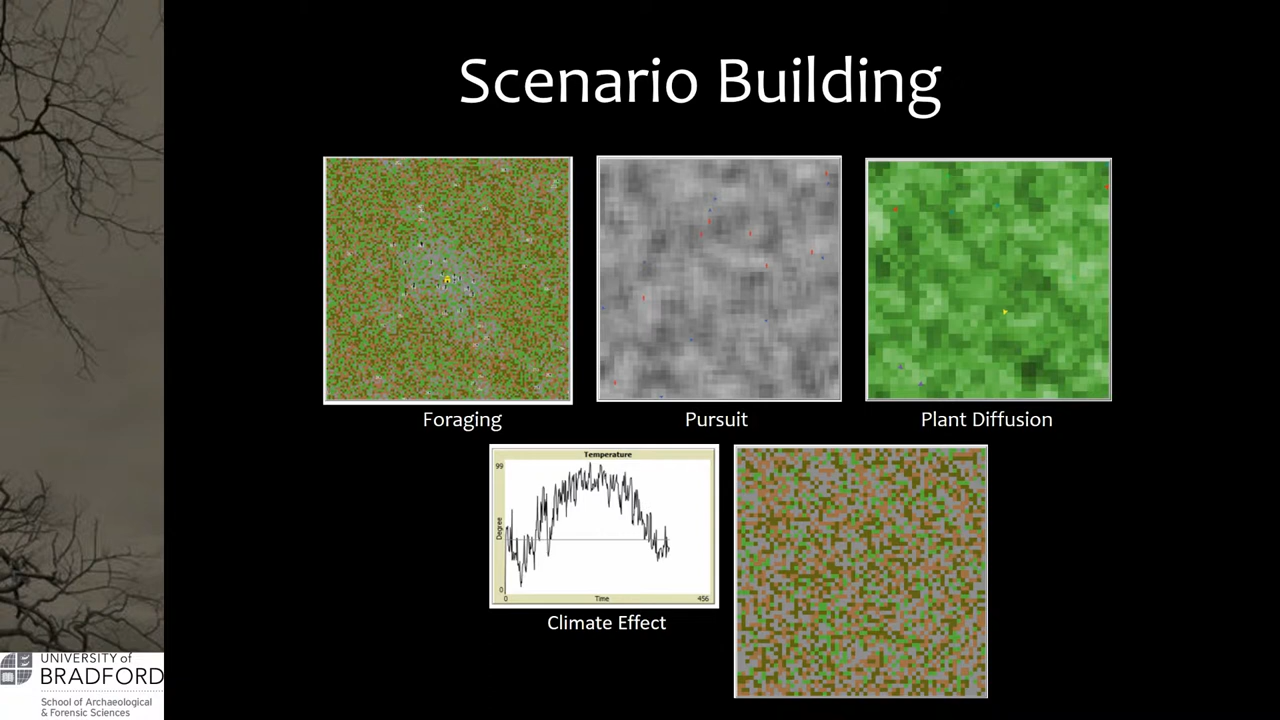 Scenario Building
Foraging
Pursuit
Plant Diffusion
Temperature
99
Degree
0
0
Time
456
Climate Effect
UNIVERSITY of
BRADFORD
School of Archaeological
& Forensic Sciences